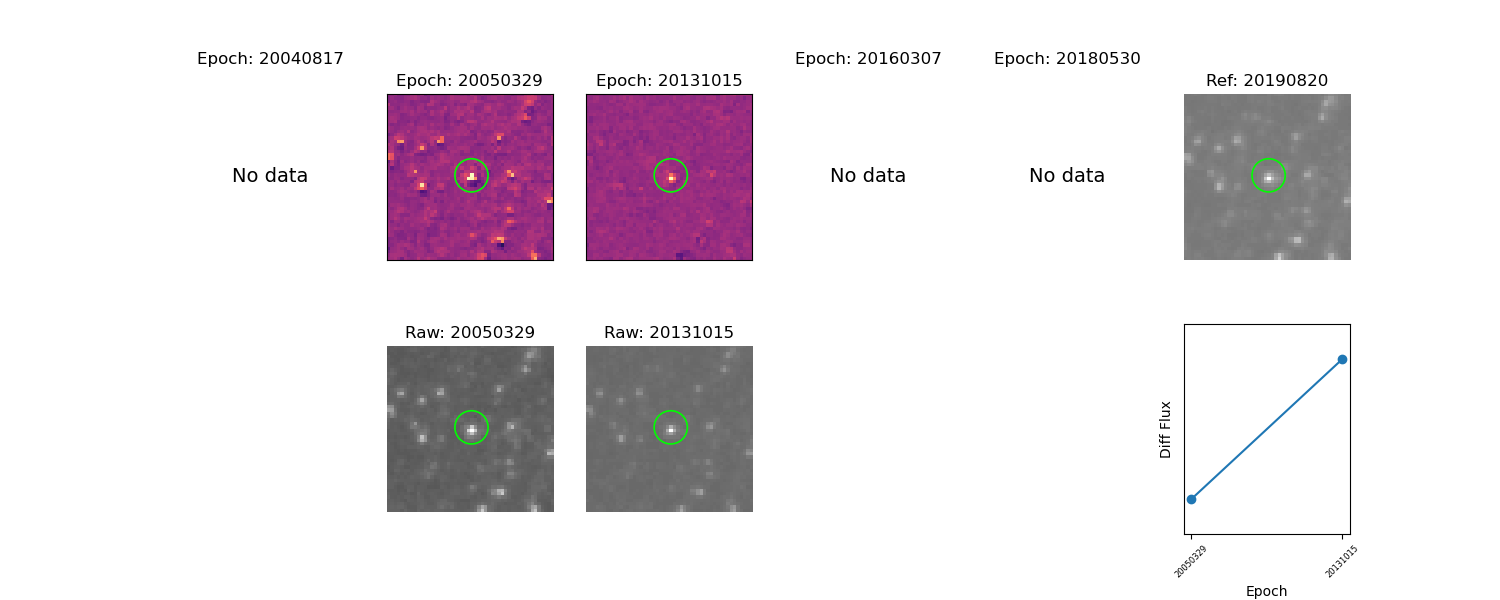 Epoch: 20040817
Epoch: 20160307
Epoch: 20180530
Epoch: 20050329
Epoch: 20131015
Ref: 20190820
No data
No data
No data
Raw: 20050329
Raw: 20131015
Diff Flux
20050329
20131015
Epoch